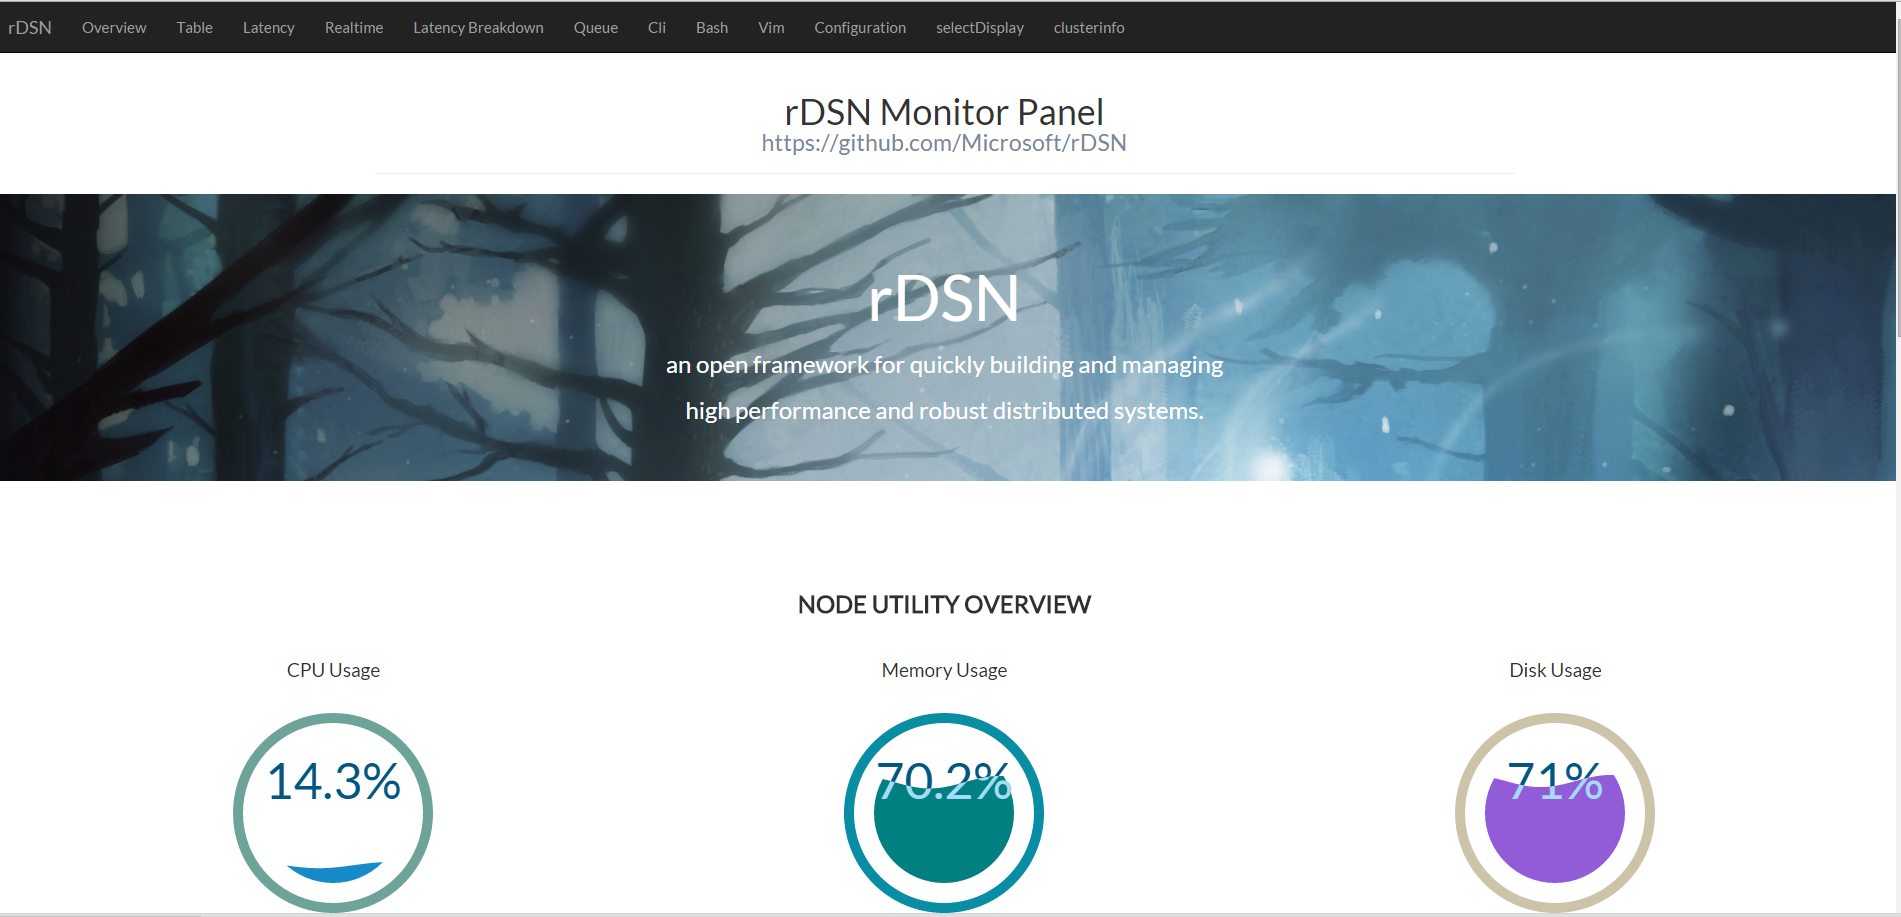 rDSN Overview Table Latency Realtime Latency Breakdown Queue Cli Bash Vim Configuration selectDisplay clusterinfo
rDSN Monitor Panel
https://github.com/Microsoft/rDSN
rDSN
an open framework for quickly building and managing
high performance and robust distributed systems.
NODE UTILITY OVERVIEW
CPU Usage Memory Usage Disk Usage
14.3% 70.2% 71%